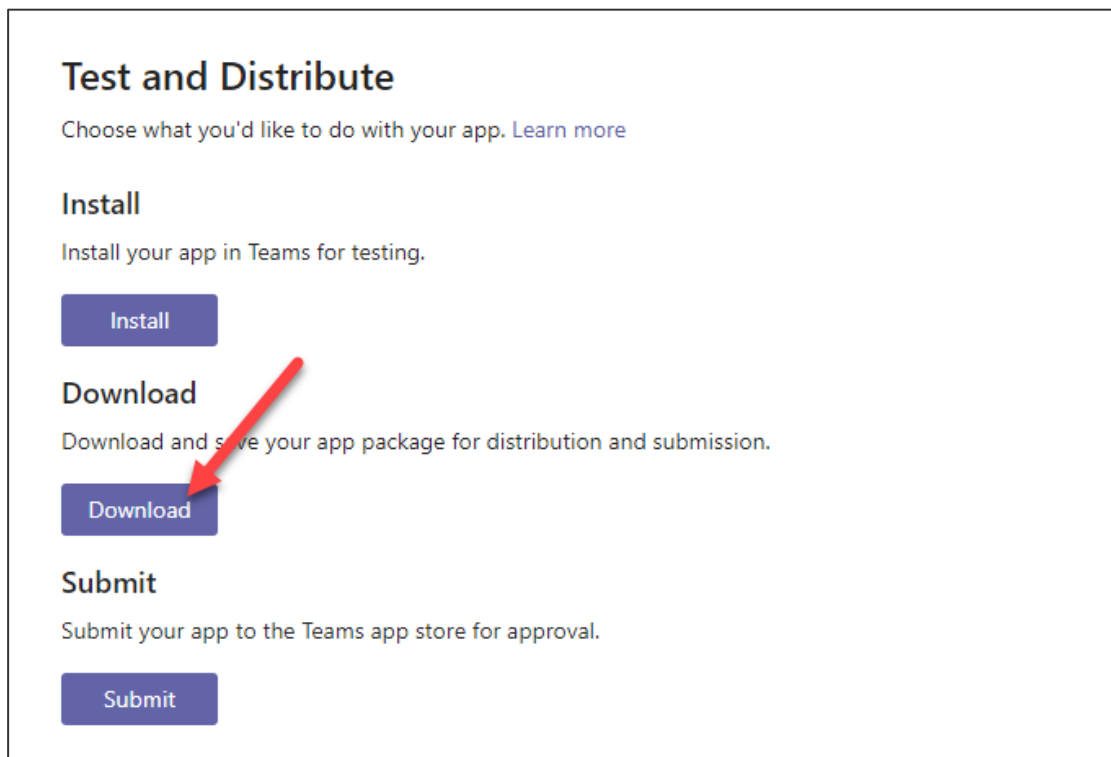 Test and Distribute
Choose what you'd like to do with your app. Learn more
Install
Install your app in Teams for testing.
Install
Download
Download and save your app package for distribution and submission.
Download
Submit
Submit your app to the Teams app store for approval.
Submit